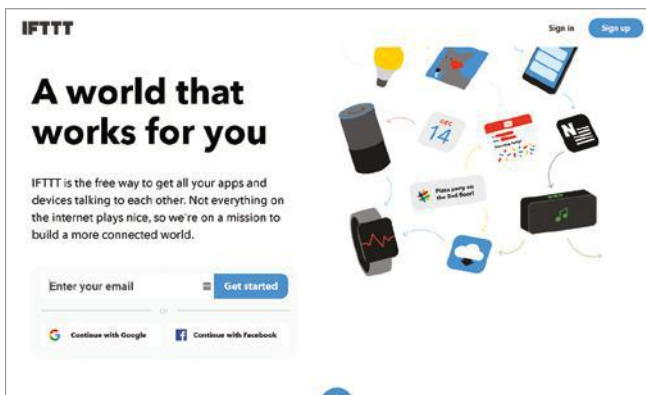 IFTTT
Sign in
Sign up
A world that
works for you
IFTTT is the free way to get all your apps and
devices talking to each other. Not everything on
the internet plays nice, so we're on a mission to
build a more connected world.
Enter your email
Get started
or
Continue with Google
Continue with Facebook
DEC
14
N
Pizza party on
the 2nd floor!